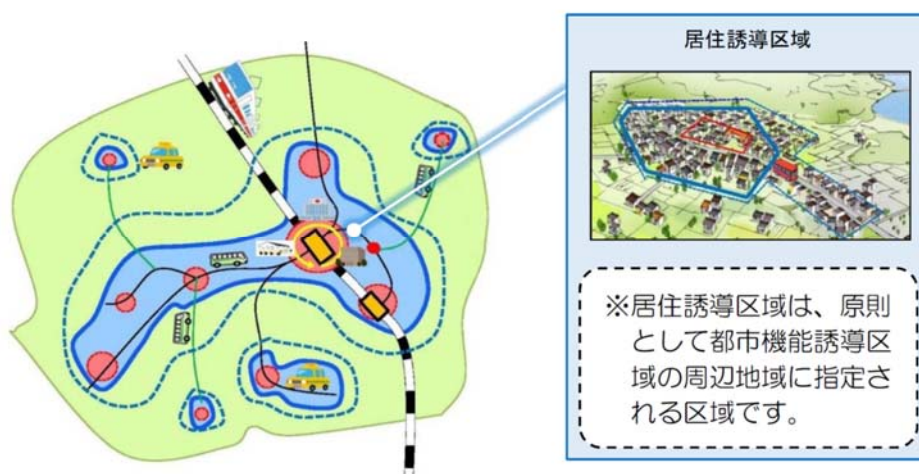 居住誘導区域
※居住誘導区域は、原則
として都市機能誘導区
域の周辺地域に指定さ
れる区域です。